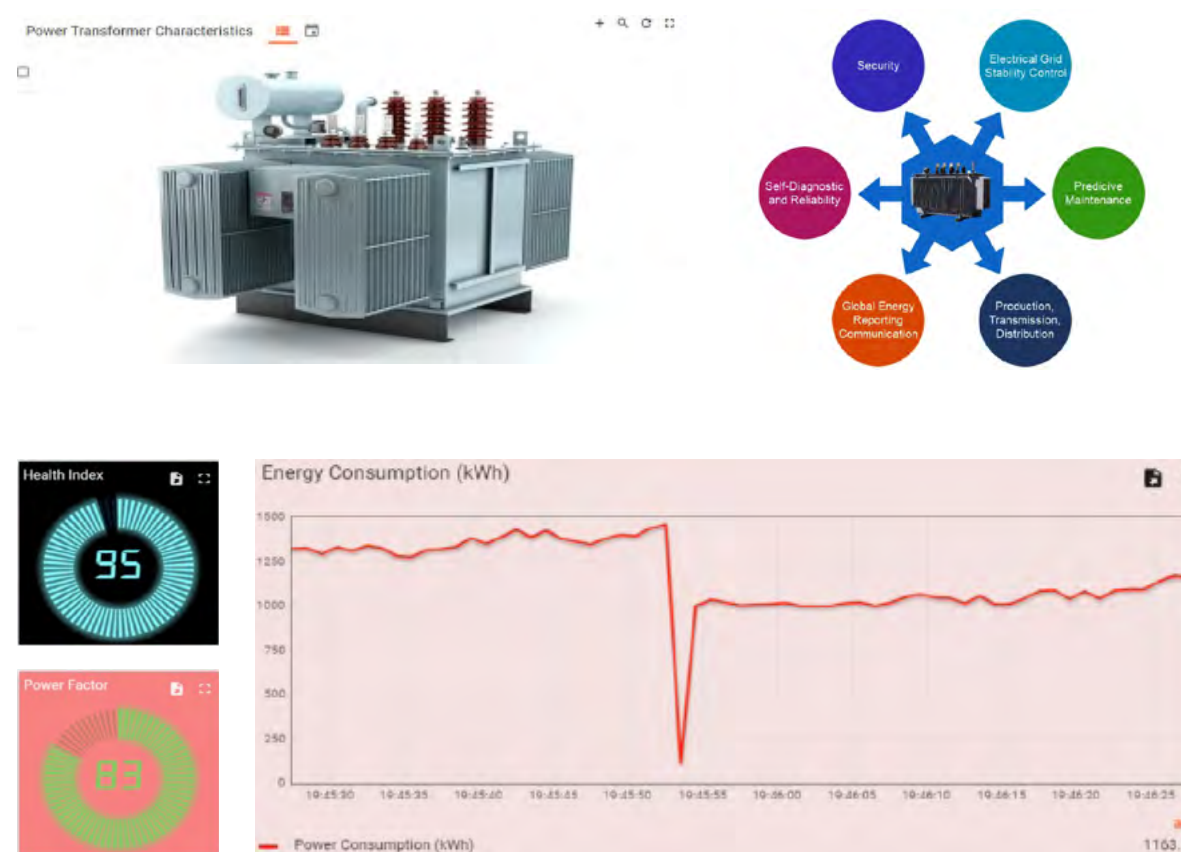 Power Transformer Characteristics
Security
Electrical Grid
Stability Control
Self-Diagnostic
and Reliability
Predicive
Maintenance
Global Energy
Reporting
Communication
Production,
Transmission,
Distribution
Health Index
95
Power Factor
83
Energy Consumption (kWh)
1500
1250
1000
750
500
250
0
19:45:30 19:45:35 19:45:40 19:45:45 19:45:50 19:45:55 19:46:00 19:46:05 19:46:10 19:46:15 19:46:20 19:46:25
Power Consumption (kWh)
1163.